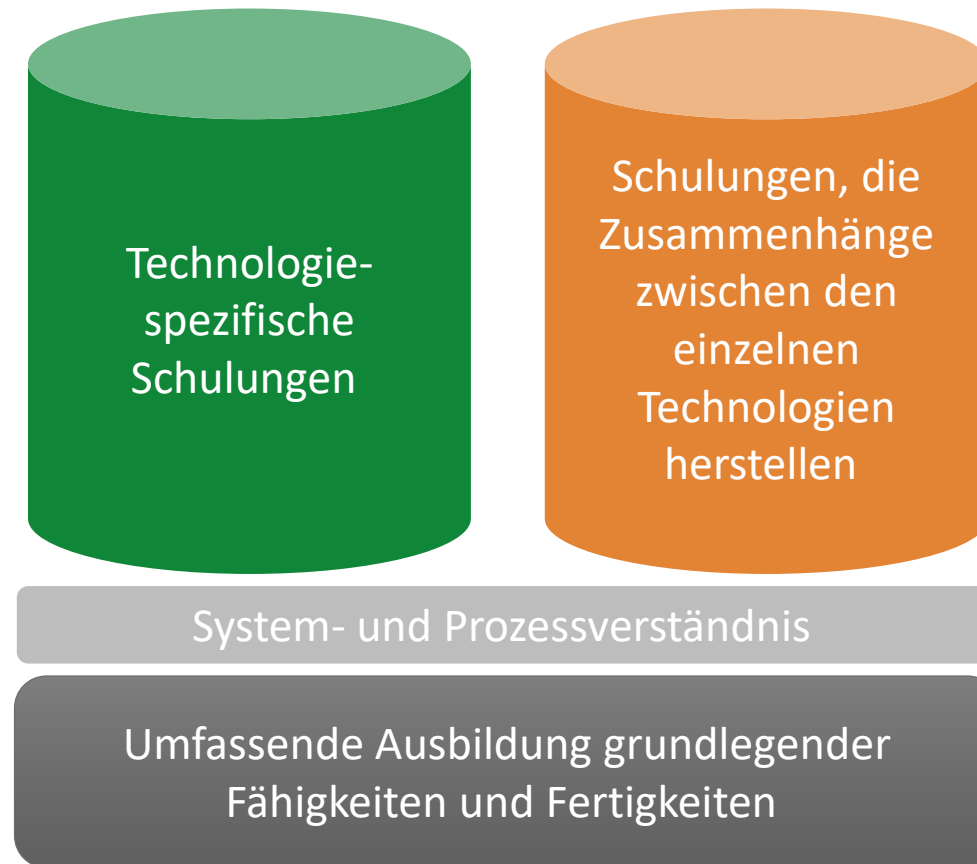 Technologie-
spezifische
Schulungen
Schulungen, die
Zusammenhänge
zwischen den
einzelnen
Technologien
herstellen
System- und Prozessverständnis
Umfassende Ausbildung grundlegender
Fähigkeiten und Fertigkeiten